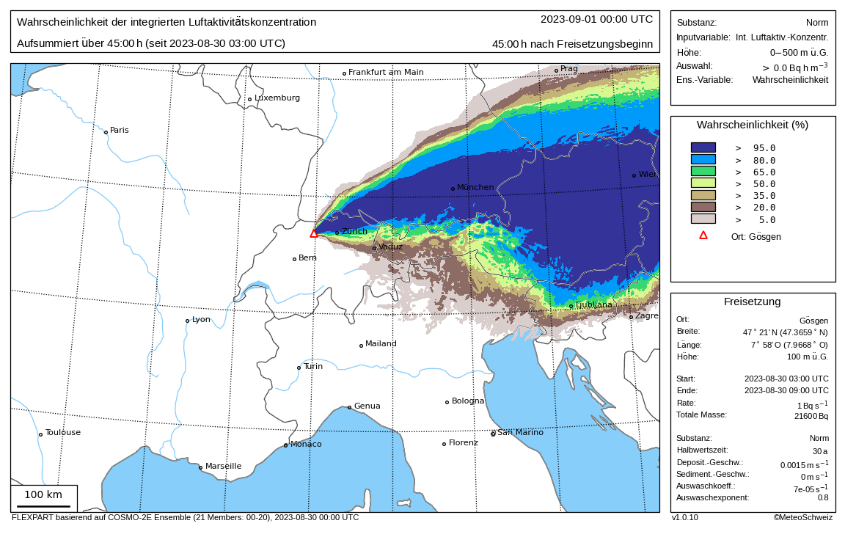 Wahrscheinlichkeit der integrierten Luftaktivitätskonzentration
2023-09-01 00:00 UTC
Aufsummiert über 45:00 h (seit 2023-08-30 03:00 UTC)
45:00 h nach Freisetzungsbeginn
Substanz: Norm
Inputvariable: Int. Luftaktiv.-Konzentr.
Höhe: 0−500 m ü.G.
Auswahl: > 0.0 Bq h m⁻³
Ens.-Variable: Wahrscheinlichkeit
Wahrscheinlichkeit (%)
> 95.0
> 80.0
> 65.0
> 50.0
> 35.0
> 20.0
> 5.0
Ort: Gösgen
Freisetzung
Ort: Gösgen
Breite: 47° 21' N (47.3659° N)
Länge: 7° 58' O (7.9668° O)
Höhe: 100 m ü.G.
Start: 2023-08-30 03:00 UTC
Ende: 2023-08-30 09:00 UTC
Rate: 1 Bq s⁻¹
Totale Masse: 21600 Bq
Substanz: Norm
Halbwertszeit: 30 a
Deposit.-Geschw.: 0.0015 m s⁻¹
Sediment.-Geschw.: 0 m s⁻¹
Auswaschkoeff.: 7e-05 s⁻¹
Auswaschexponent: 0.8
Frankfurt am Main
Prag
Luxemburg
Paris
Wien
München
Zürich
Vaduz
Bern
Ljubljana
Zagre
Lyon
Mailand
Turin
Genua
Bologna
San Marino
Florenz
Monaco
Toulouse
Marseille
100 km
FLEXPART basierend auf COSMO-2E Ensemble (21 Members: 00-20), 2023-08-30 00:00 UTC
v1.0.10
©MeteoSchweiz